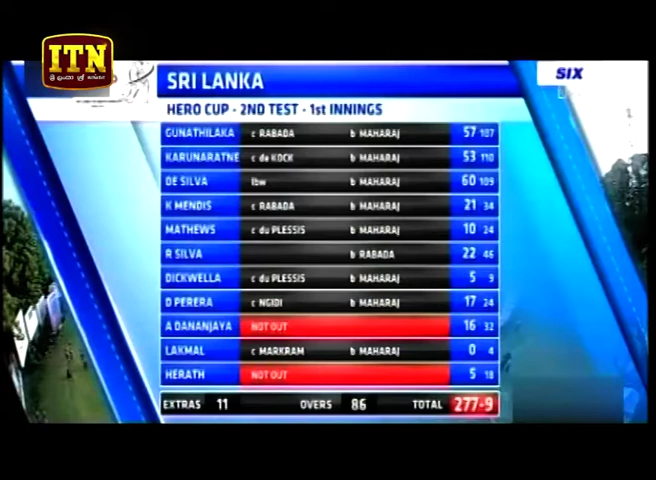 ITN
ශ්‍රී ලංකා ශ්‍රී ලංකා
SIX
SRI LANKA
HERO CUP - 2ND TEST - 1st INNINGS
GUNATHILAKA c RABADA b MAHARAJ 57 107
KARUNARATNE c de KOCK b MAHARAJ 53 110
DE SILVA lbw b MAHARAJ 60 109
K MENDIS c RABADA b MAHARAJ 21 34
MATHEWS c du PLESSIS b MAHARAJ 10 24
R SILVA b RABADA 22 46
DICKWELLA c du PLESSIS b MAHARAJ 5 9
D PERERA c NGIDI b MAHARAJ 17 24
A DANANJAYA NOT OUT 16 32
LAKMAL c MARKRAM b MAHARAJ 0 4
HERATH NOT OUT 5 18
EXTRAS 11 OVERS 86 TOTAL 277-9